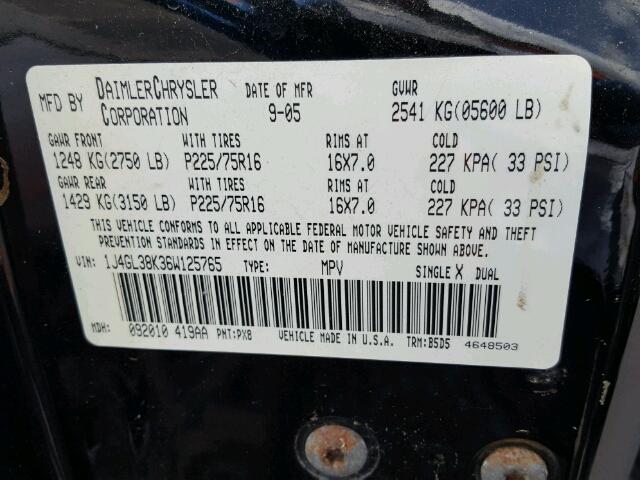 MFD BY DAIMLERCHRYSLER CORPORATION DATE OF MFR 9-05 GVWR 2541 KG(05600 LB)
GAWR FRONT WITH TIRES RIMS AT COLD
1248 KG(2750 LB) P225/75R16 16X7.0 227 KPA( 33 PSI)
GAWR REAR WITH TIRES RIMS AT COLD
1429 KG(3150 LB) P225/75R16 16X7.0 227 KPA( 33 PSI)
THIS VEHICLE CONFORMS TO ALL APPLICABLE FEDERAL MOTOR VEHICLE SAFETY AND THEFT
PREVENTION STANDARDS IN EFFECT ON THE DATE OF MANUFACTURE SHOWN ABOVE.
VIN: 1J4GL38K36W125765 TYPE: MPV SINGLE X DUAL
MDH: 092010 419AA PNT:PX8 VEHICLE MADE IN U.S.A. TRM:B5D5 4648503